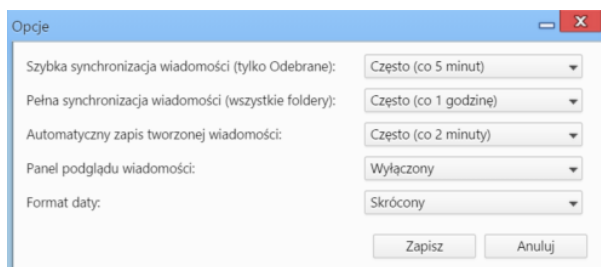 Opcje
Szybka synchronizacja wiadomości (tylko Odebrane): Często (co 5 minut)
Pełna synchronizacja wiadomości (wszystkie foldery): Często (co 1 godzinę)
Automatyczny zapis tworzonej wiadomości: Często (co 2 minuty)
Panel podglądu wiadomości: Wyłączony
Format daty: Skrócony
Zapisz Anuluj